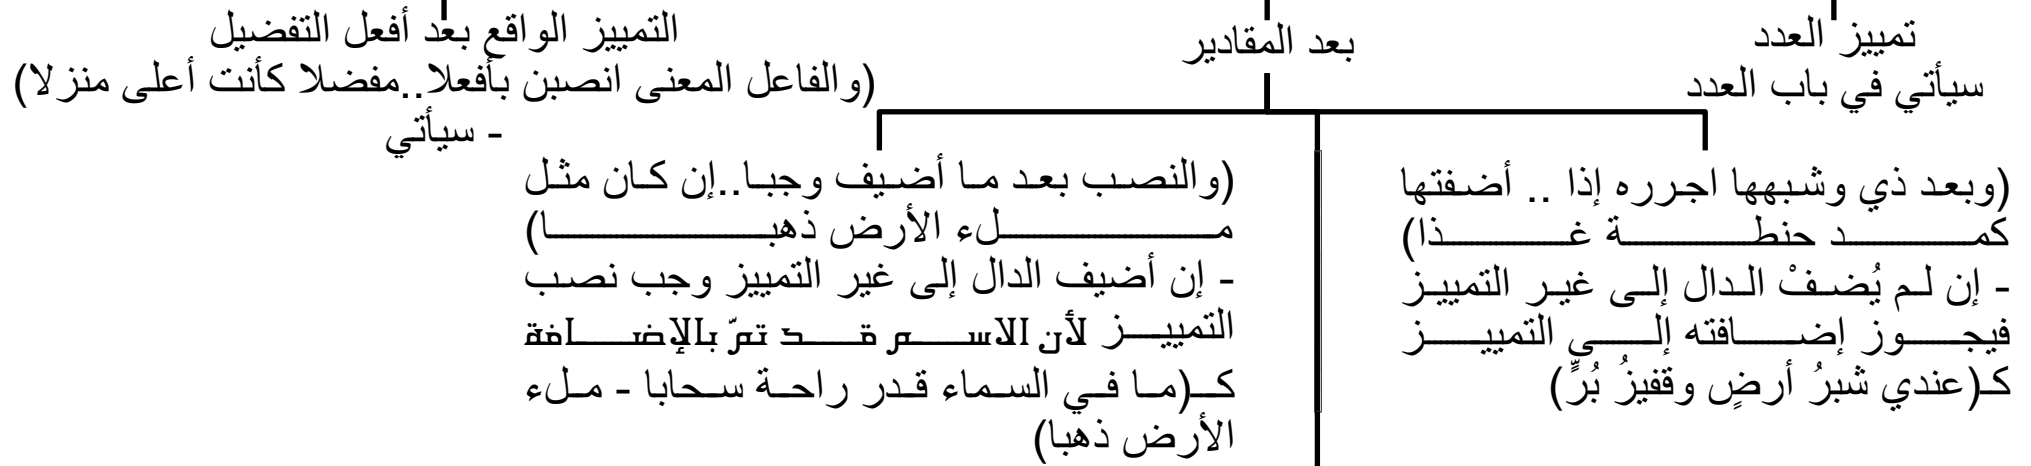 تمييز العدد
سيأتي في باب العدد
بعد المقادير
التمييز الواقع بعد أفعل التفضيل
(والفاعل المعنى انصبن بأفعلا..مفضلا كأنت أعلى منزلا)
- سيأتي
(وبعد ذي وشبهها اجرره إذا .. أضفتها
كمد حنطة غذا)
- إن لم يُضفْ الدال إلى غير التمييز
فيجوز إضافته إلى التمييز
كـ(عندي شبرُ أرضٍ وقفيزُ بُرٍّ)
(والنصب بعد ما أضيف وجبا..إن كان مثل
ملء الأرض ذهبا)
- إن أضيف الدال إلى غير التمييز وجب نصب
التمييز لأن الاسم قد تمّ بالإضافة
كـ(ما في السماء قدر راحة سحابا - ملء
الأرض ذهبا)